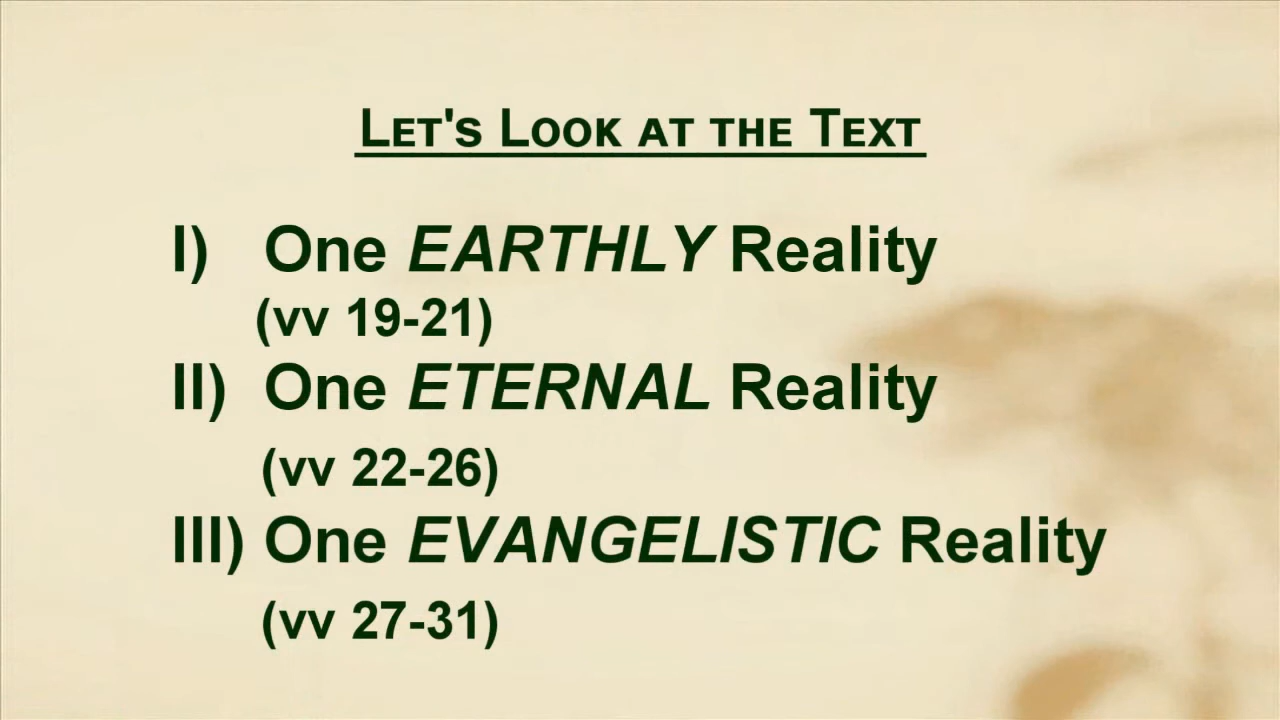 Let's Look at the Text
I) One EARTHLY Reality
(vv 19-21)
II) One ETERNAL Reality
(vv 22-26)
III) One EVANGELISTIC Reality
(vv 27-31)